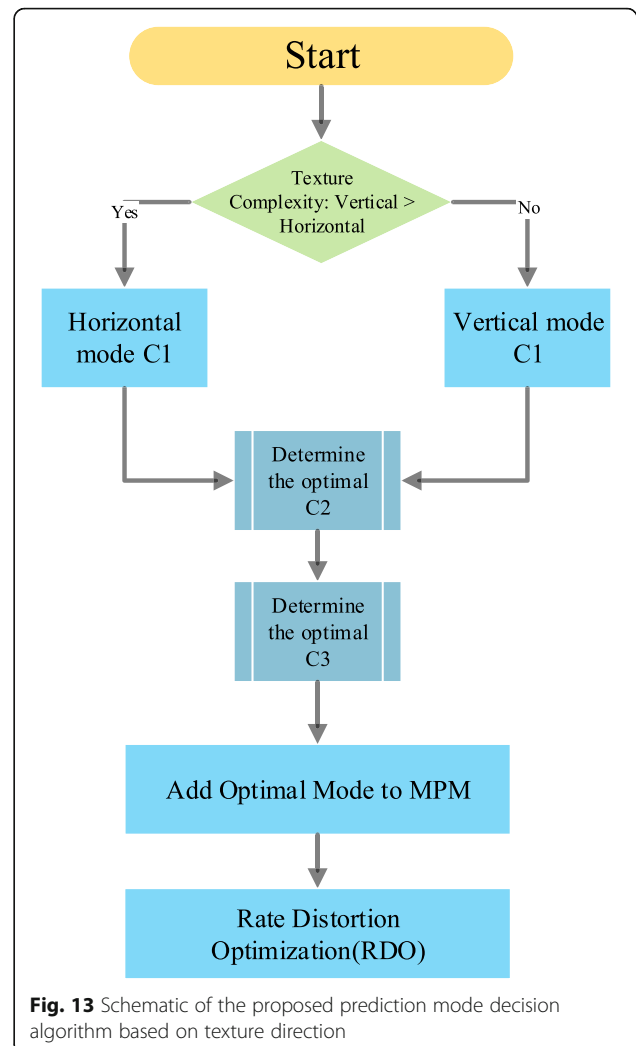 Start
Texture
Complexity: Vertical >
Horizontal
Yes
No
Horizontal
mode C1
Vertical mode
C1
Determine
the optimal
C2
Determine
the optimal
C3
Add Optimal Mode to MPM
Rate Distortion
Optimization(RDO)
Fig. 13 Schematic of the proposed prediction mode decision
algorithm based on texture direction